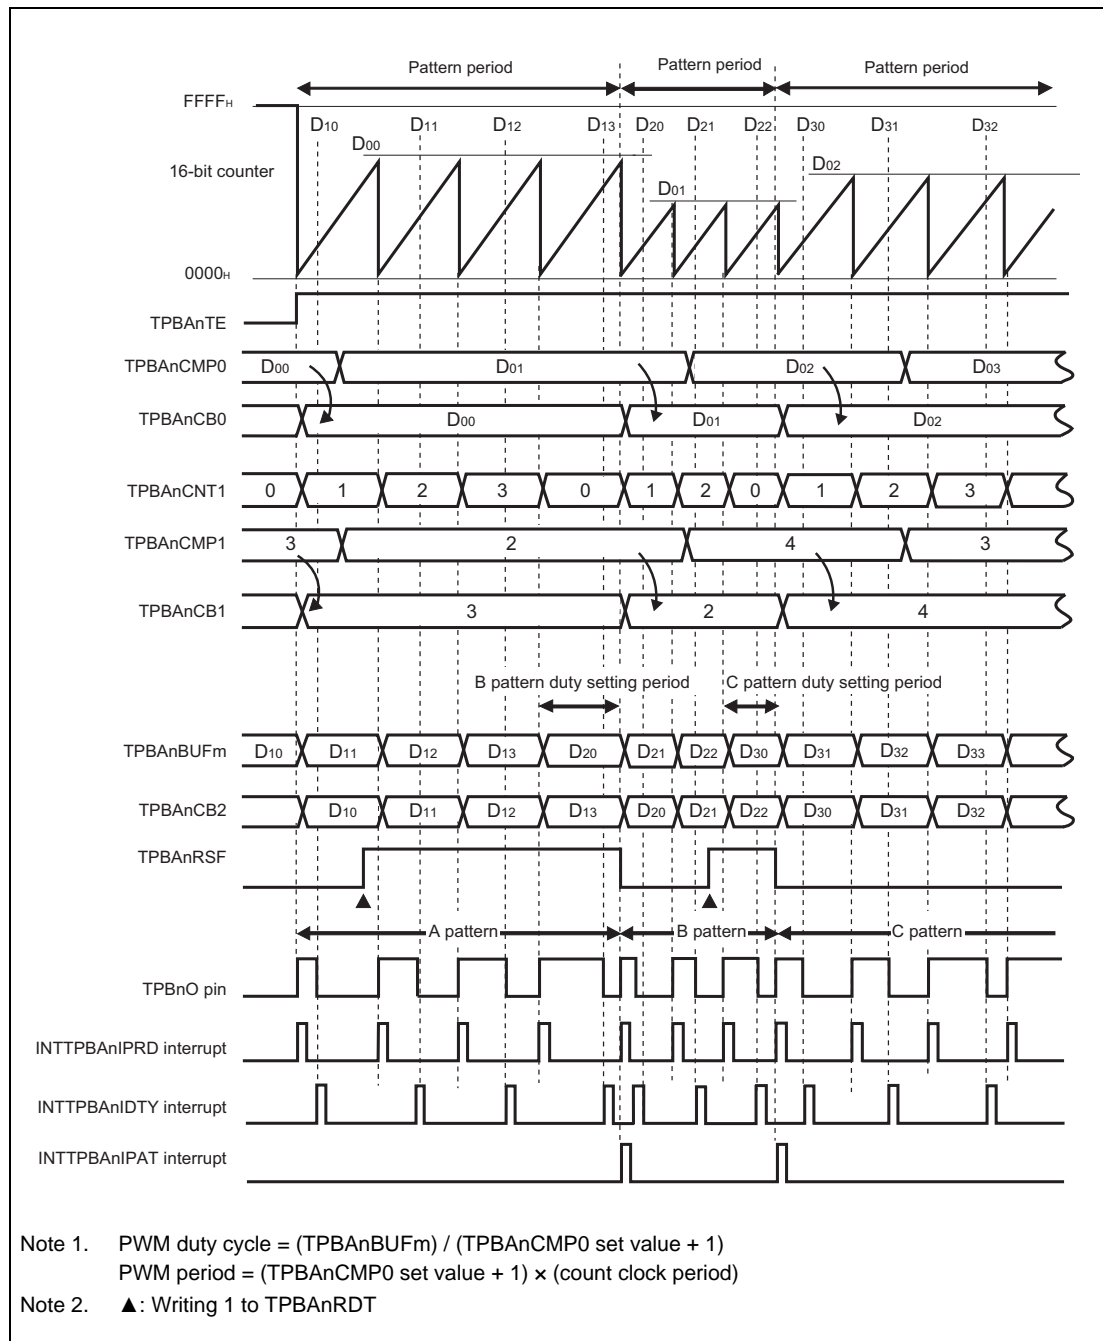 Pattern period Pattern period Pattern period
FFFFH
D10 D11 D12 D13 D20 D21 D22 D30 D31 D32
D00
D02
16-bit counter
D01
0000H
TPBAnTE
TPBAnCMP0 D00 D01 D02 D03
TPBAnCB0 D00 D01 D02
TPBAnCNT1 0 1 2 3 0 1 2 0 1 2 3
TPBAnCMP1 3 2 4 3
TPBAnCB1 3 2 4
B pattern duty setting period C pattern duty setting period
TPBAnBUFm D10 D11 D12 D13 D20 D21 D22 D30 D31 D32 D33
TPBAnCB2 D10 D11 D12 D13 D20 D21 D22 D30 D31 D32
TPBAnRSF
▲ ▲
A pattern B pattern C pattern
TPBnO pin
INTTPBAnIPRD interrupt
INTTPBAnIDTY interrupt
INTTPBAnIPAT interrupt
Note 1. PWM duty cycle = (TPBAnBUFm) / (TPBAnCMP0 set value + 1)
PWM period = (TPBAnCMP0 set value + 1) × (count clock period)
Note 2. ▲: Writing 1 to TPBAnRDT